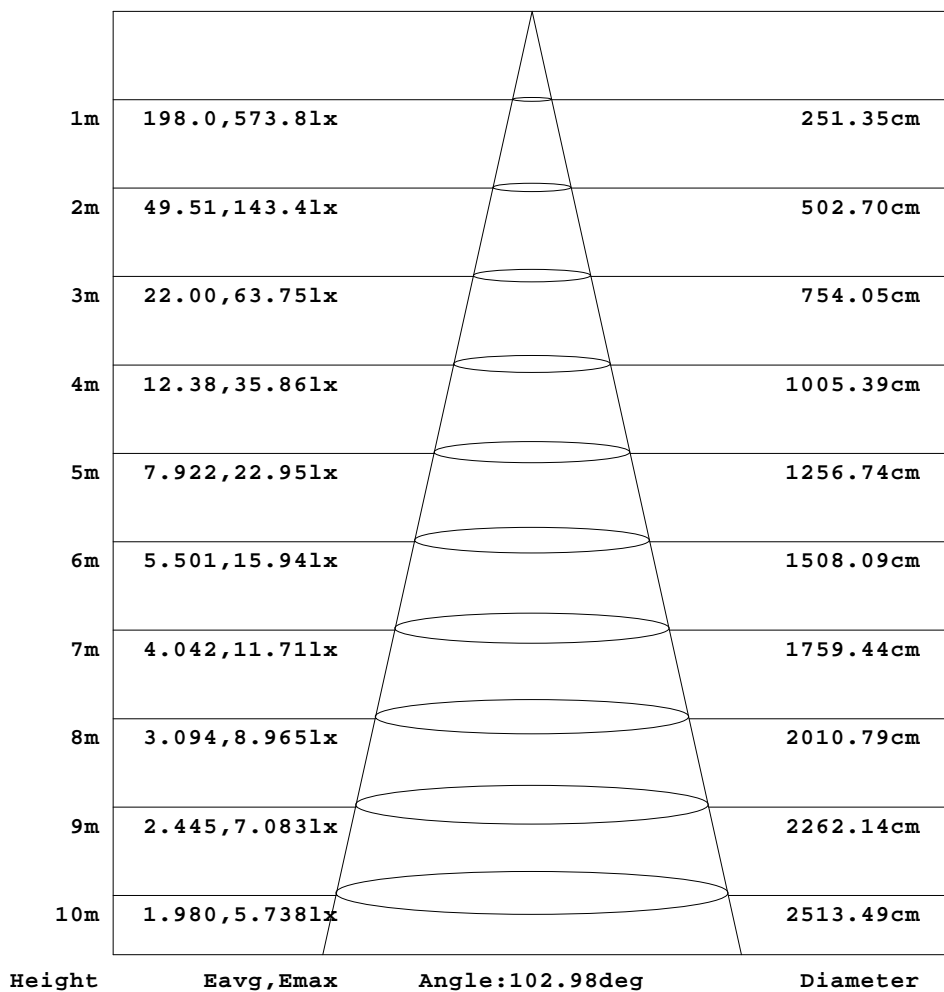 1m 198.0,573.8lx 251.35cm
2m 49.51,143.4lx 502.70cm
3m 22.00,63.75lx 754.05cm
4m 12.38,35.86lx 1005.39cm
5m 7.922,22.95lx 1256.74cm
6m 5.501,15.94lx 1508.09cm
7m 4.042,11.71lx 1759.44cm
8m 3.094,8.965lx 2010.79cm
9m 2.445,7.083lx 2262.14cm
10m 1.980,5.738lx 2513.49cm
Height Eavg,Emax Angle:102.98deg Diameter